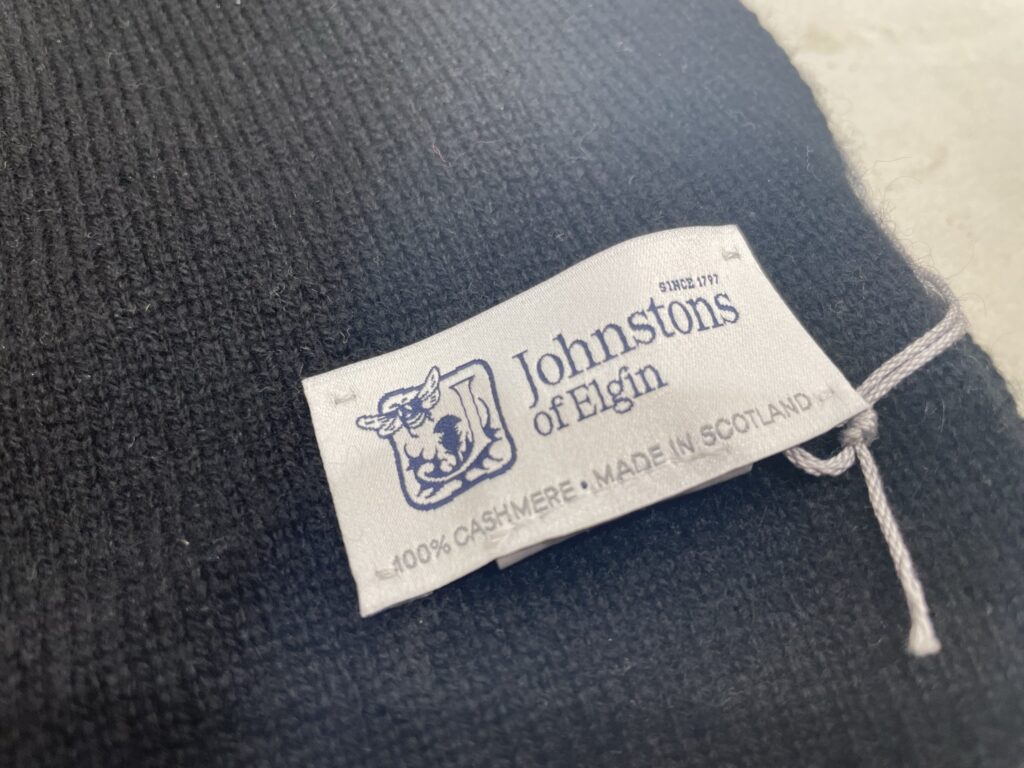 SINCE 1797
Johnstons
of Elgin
100% CASHMERE • MADE IN SCOTLAND